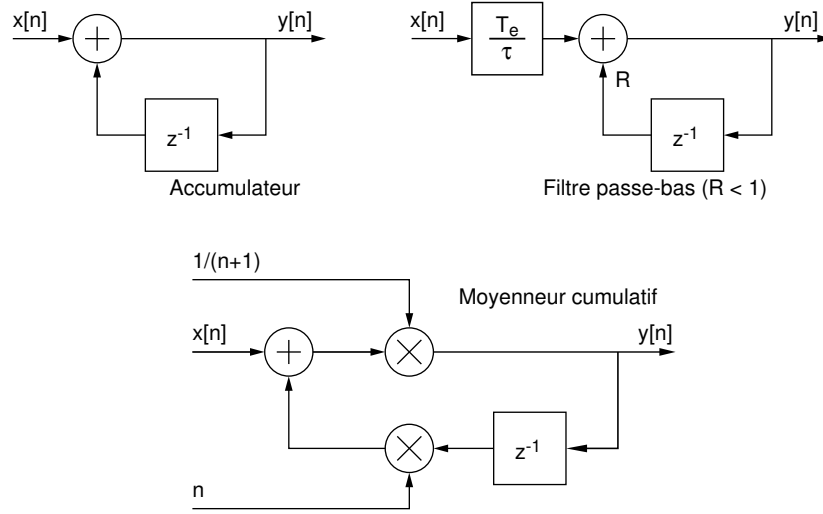 x[n]
+
y[n]
z-1
Accumulateur
x[n]
Te
τ
+
y[n]
R
z-1
Filtre passe-bas (R < 1)
1/(n+1)
Moyenneur cumulatif
x[n]
+
×
y[n]
×
z-1
n